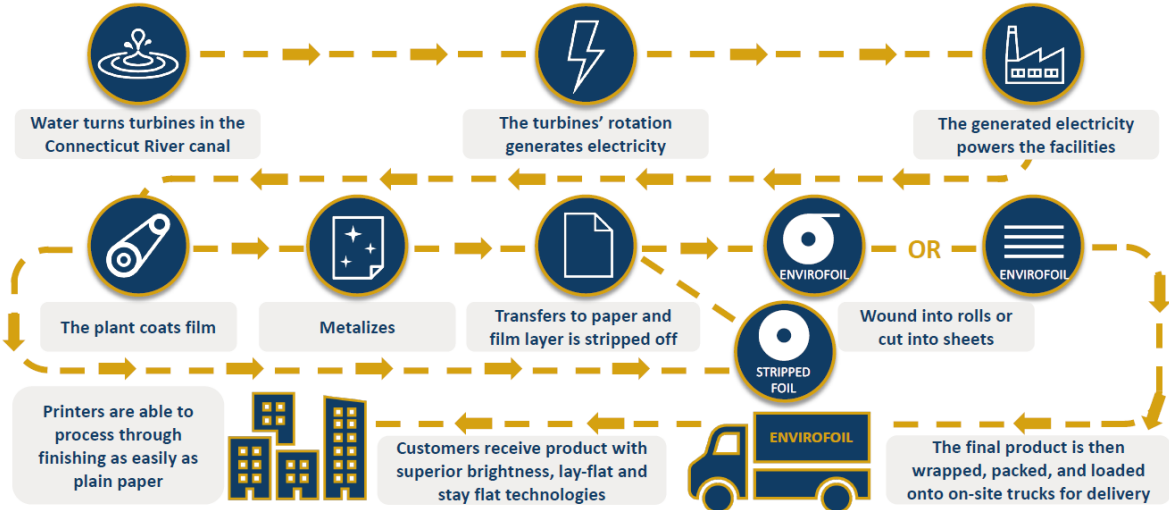 Water turns turbines in the
Connecticut River canal
The turbines’ rotation
generates electricity
The generated electricity
powers the facilities
The plant coats film
Metalizes
Transfers to paper and
film layer is stripped off
ENVIROFOIL
OR
ENVIROFOIL
Wound into rolls or
cut into sheets
STRIPPED
FOIL
Printers are able to
process through
finishing as easily as
plain paper
Customers receive product with
superior brightness, lay-flat and
stay flat technologies
ENVIROFOIL
The final product is then
wrapped, packed, and loaded
onto on-site trucks for delivery